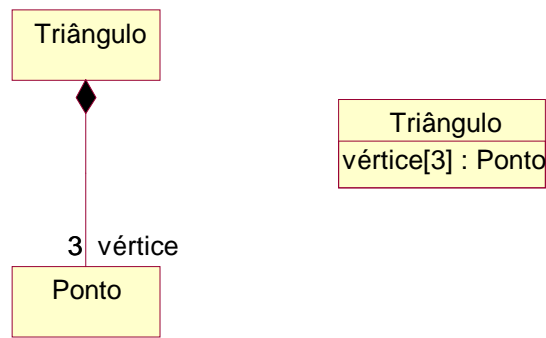 Triângulo
3 vértice
Ponto
Triângulo
vértice[3] : Ponto